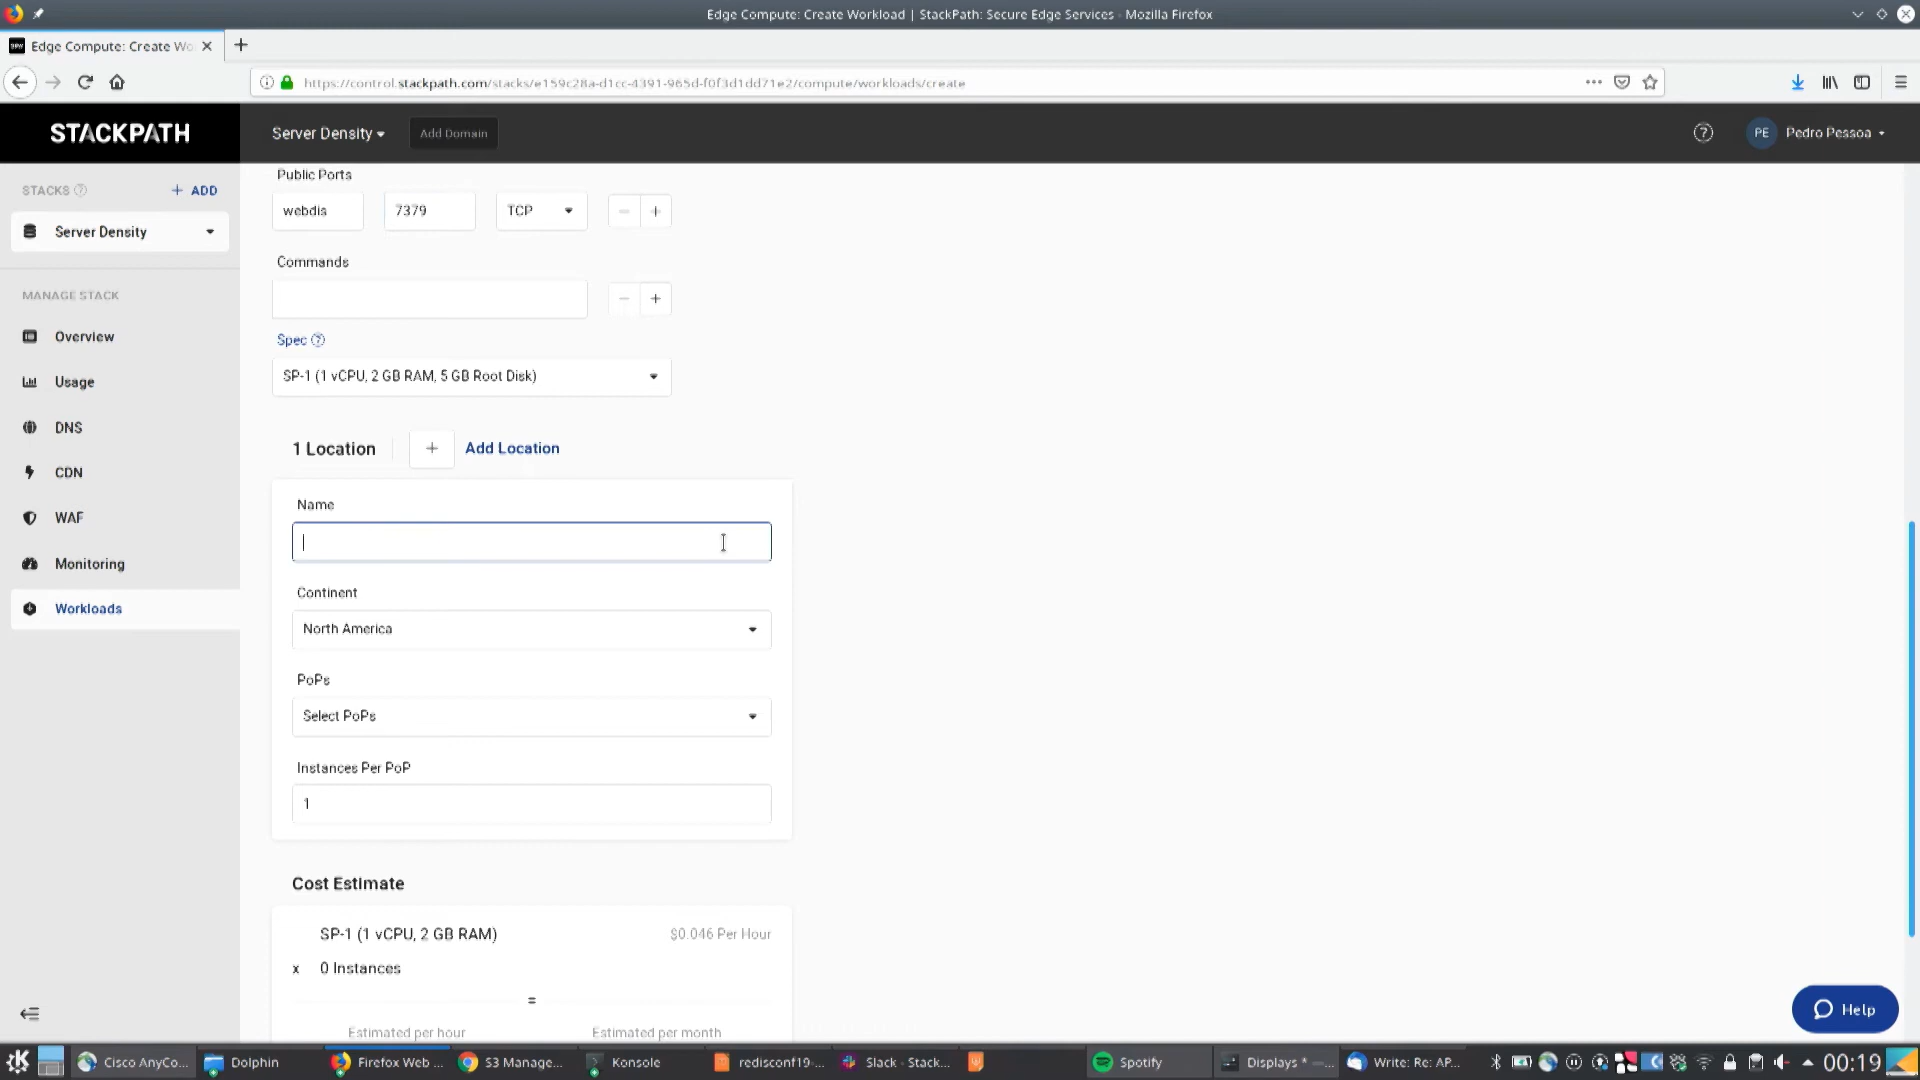 Edge Compute: Create Workload | StackPath: Secure Edge Services - Mozilla Firefox
Edge Compute: Create Wo
https://control.stackpath.com/stacks/e159c28a-d1cc-4391-965d-f0f3d1dd71e2/compute/workloads/create
STACKPATH
Server Density
Add Domain
PE
Pedro Pessoa
STACKS
+ ADD
Server Density
MANAGE STACK
Overview
Usage
DNS
CDN
WAF
Monitoring
Workloads
Public Ports
webdis
7379
TCP
Commands
Spec
SP-1 (1 vCPU, 2 GB RAM, 5 GB Root Disk)
1 Location
+
Add Location
Name
Continent
North America
PoPs
Select PoPs
Instances Per PoP
1
Cost Estimate
SP-1 (1 vCPU, 2 GB RAM)
$0.046 Per Hour
x 0 Instances
=
Estimated per hour
Estimated per month
Help
Cisco AnyCo...
Dolphin
Firefox Web ...
S3 Manage...
Konsole
redisconf19-...
Slack - Stack...
Spotify
Displays * —...
Write: Re: AP...
00:19